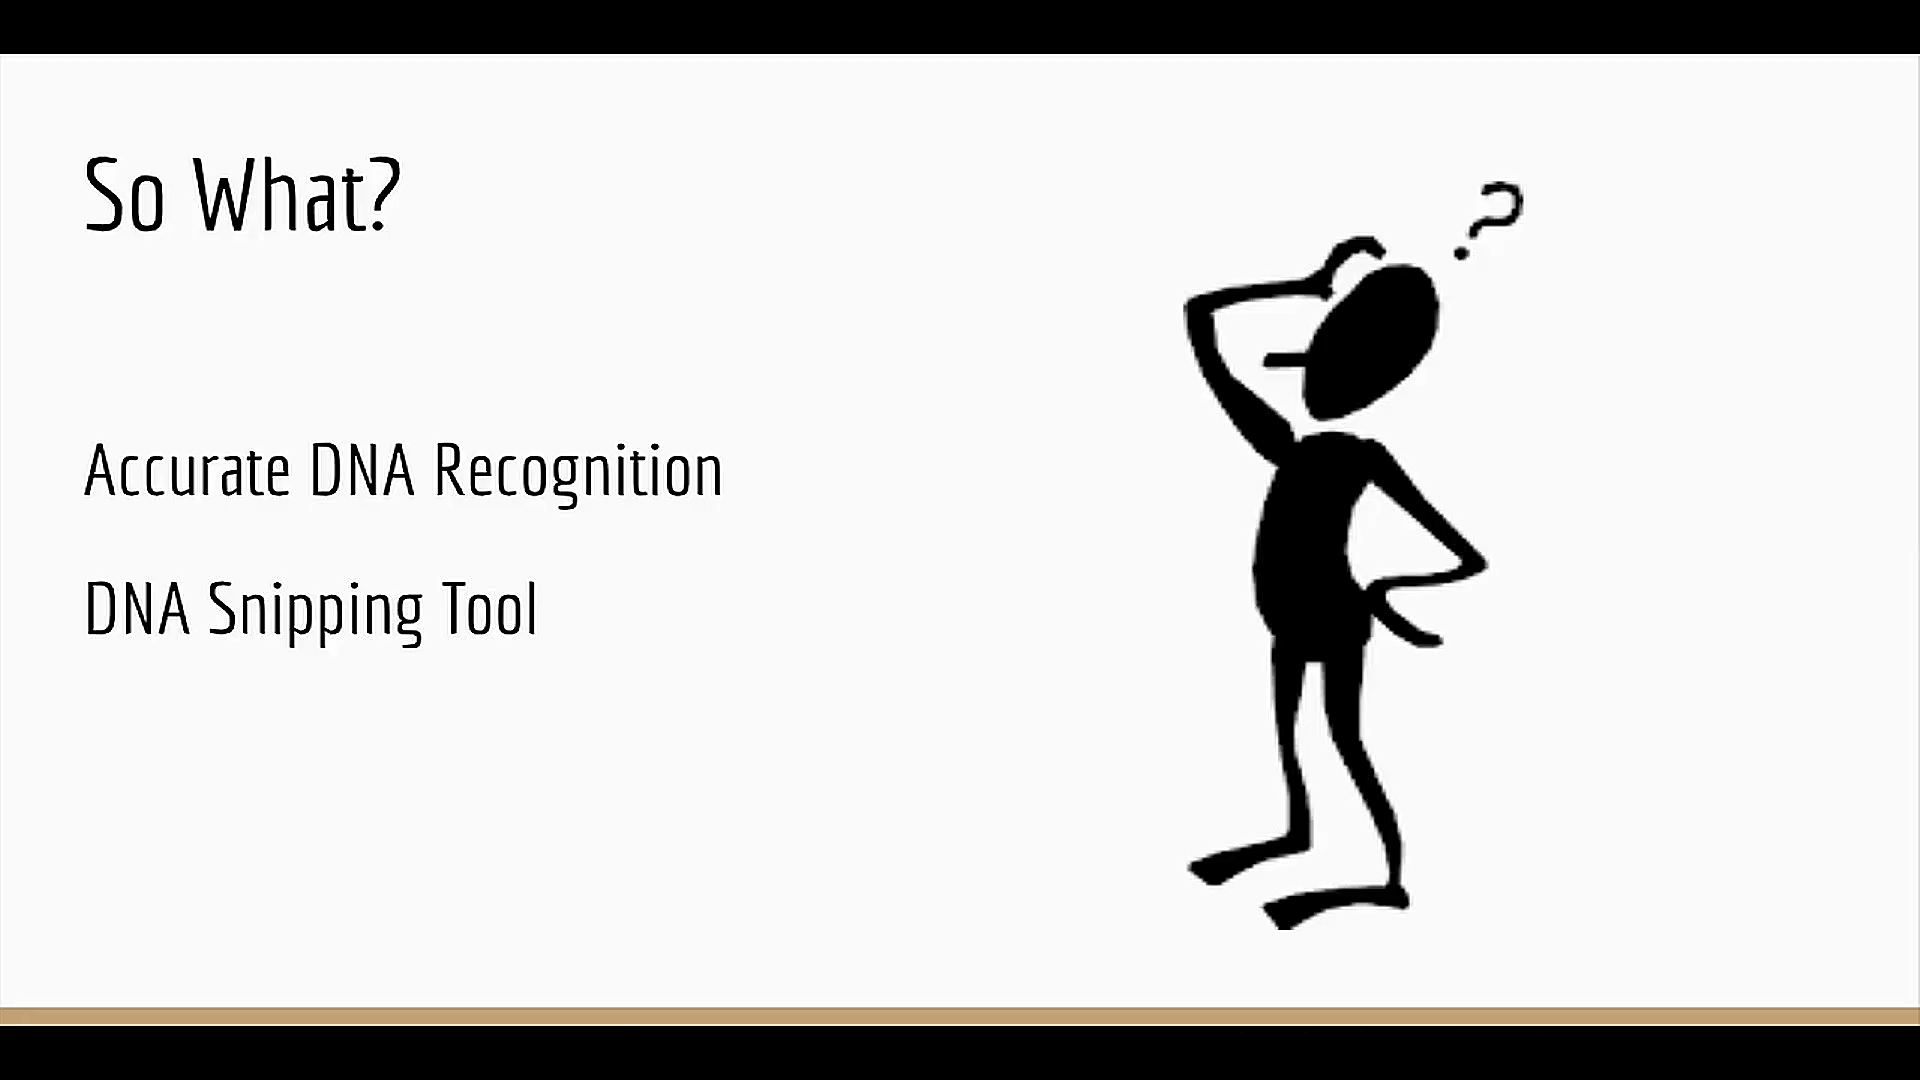 So What?
?
Accurate DNA Recognition
DNA Snipping Tool